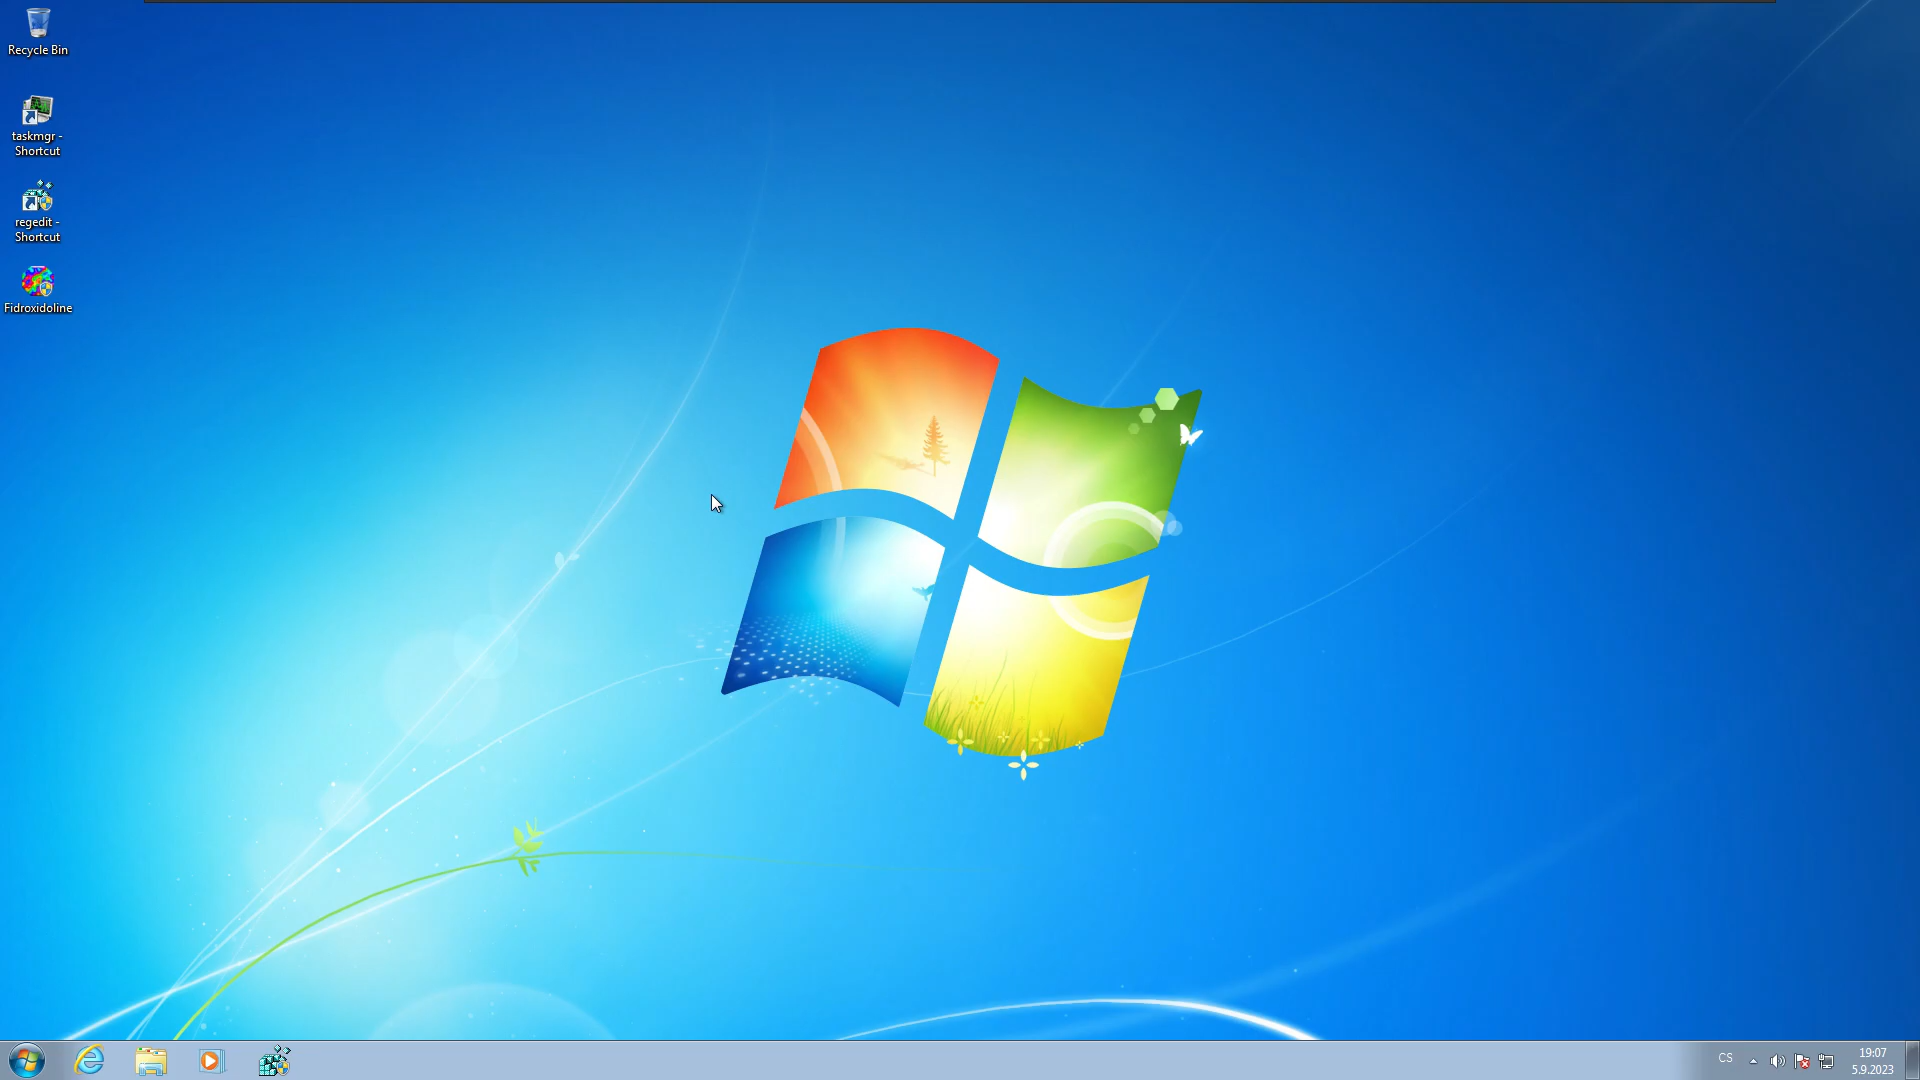 Recycle Bin
taskmgr -
Shortcut
regedit -
Shortcut
Fidroxidoline
CS
19:07
5.9.2023